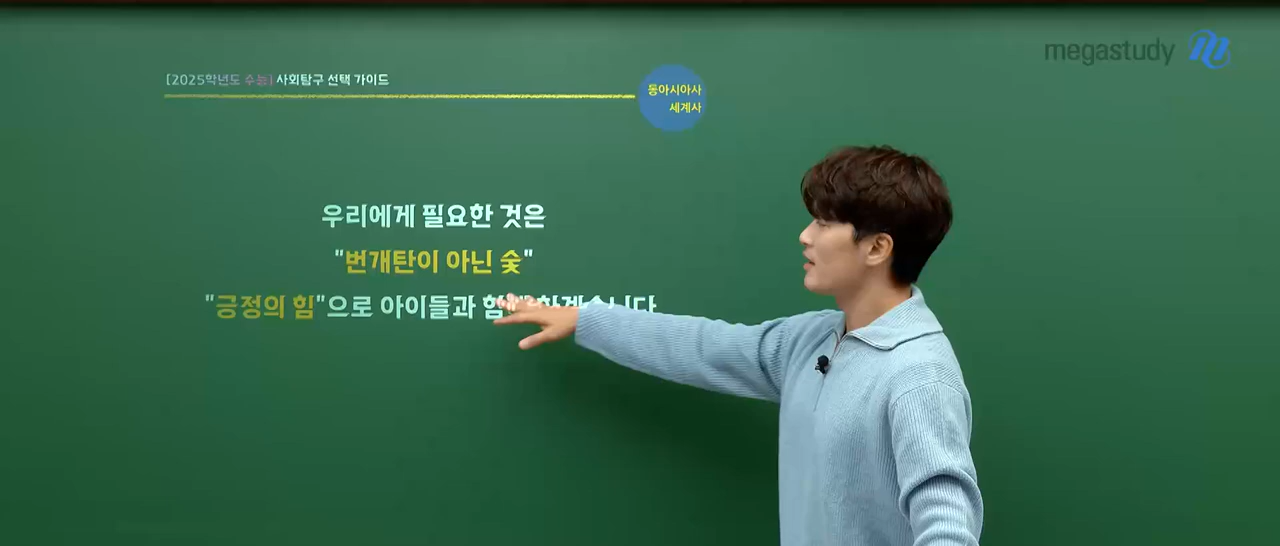 megastudy
[2025학년도 수능] 사회탐구 선택 가이드
동아시아사
세계사
우리에게 필요한 것은
"번개탄이 아닌 숯"
"긍정의 힘"으로 아이들과